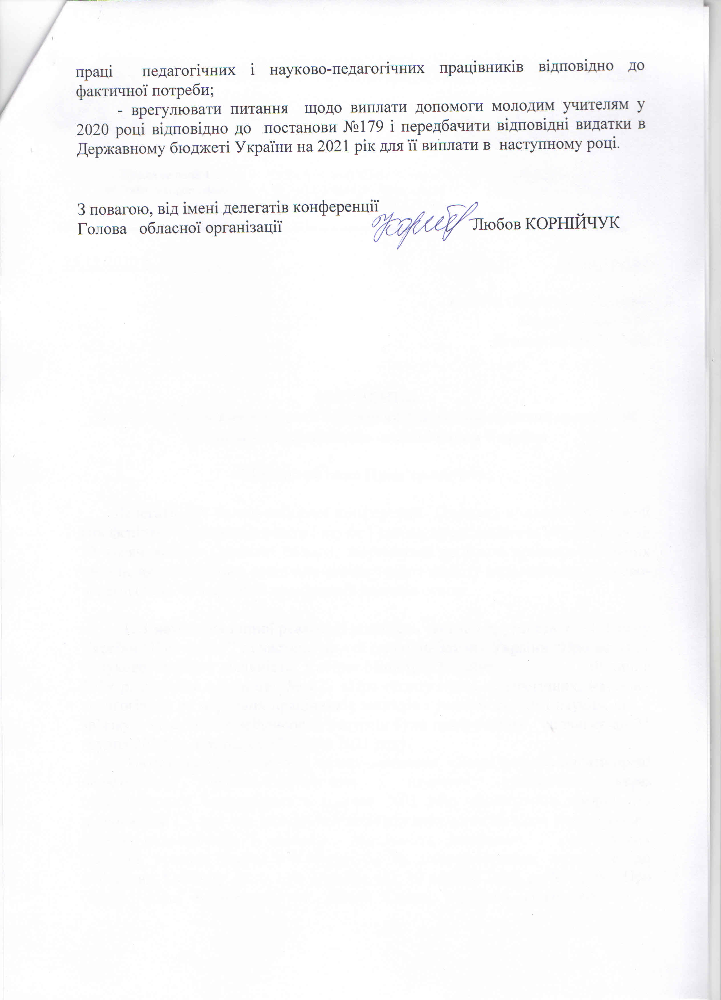 праці педагогічних і науково-педагогічних працівників відповідно до
фактичної потреби;
- врегулювати питання щодо виплати допомоги молодим учителям у
2020 році відповідно до постанови №179 і передбачити відповідні видатки в
Державному бюджеті України на 2021 рік для її виплати в наступному році.
З повагою, від імені делегатів конференції
Голова обласної організації Любов КОРНІЙЧУК